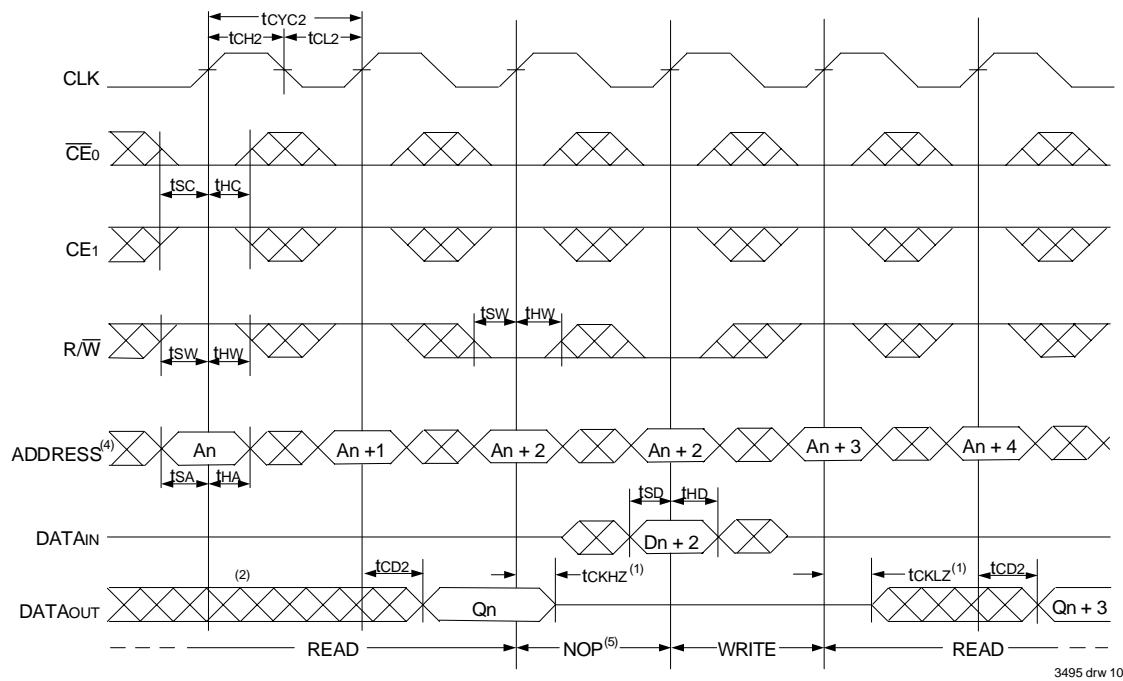 tCYC2
tCH2 tCL2
CLK
CE0
tSC tHC
CE1
tSW tHW
R/W
tSW tHW
ADDRESS(4) An An +1 An + 2 An + 2 An + 3 An + 4
tSA tHA
tSD tHD
DATAIN Dn + 2
(2) tCD2 tCKHZ(1) tCKLZ(1) tCD2
DATAOUT Qn Qn + 3
READ NOP(5) WRITE READ
3495 drw 10